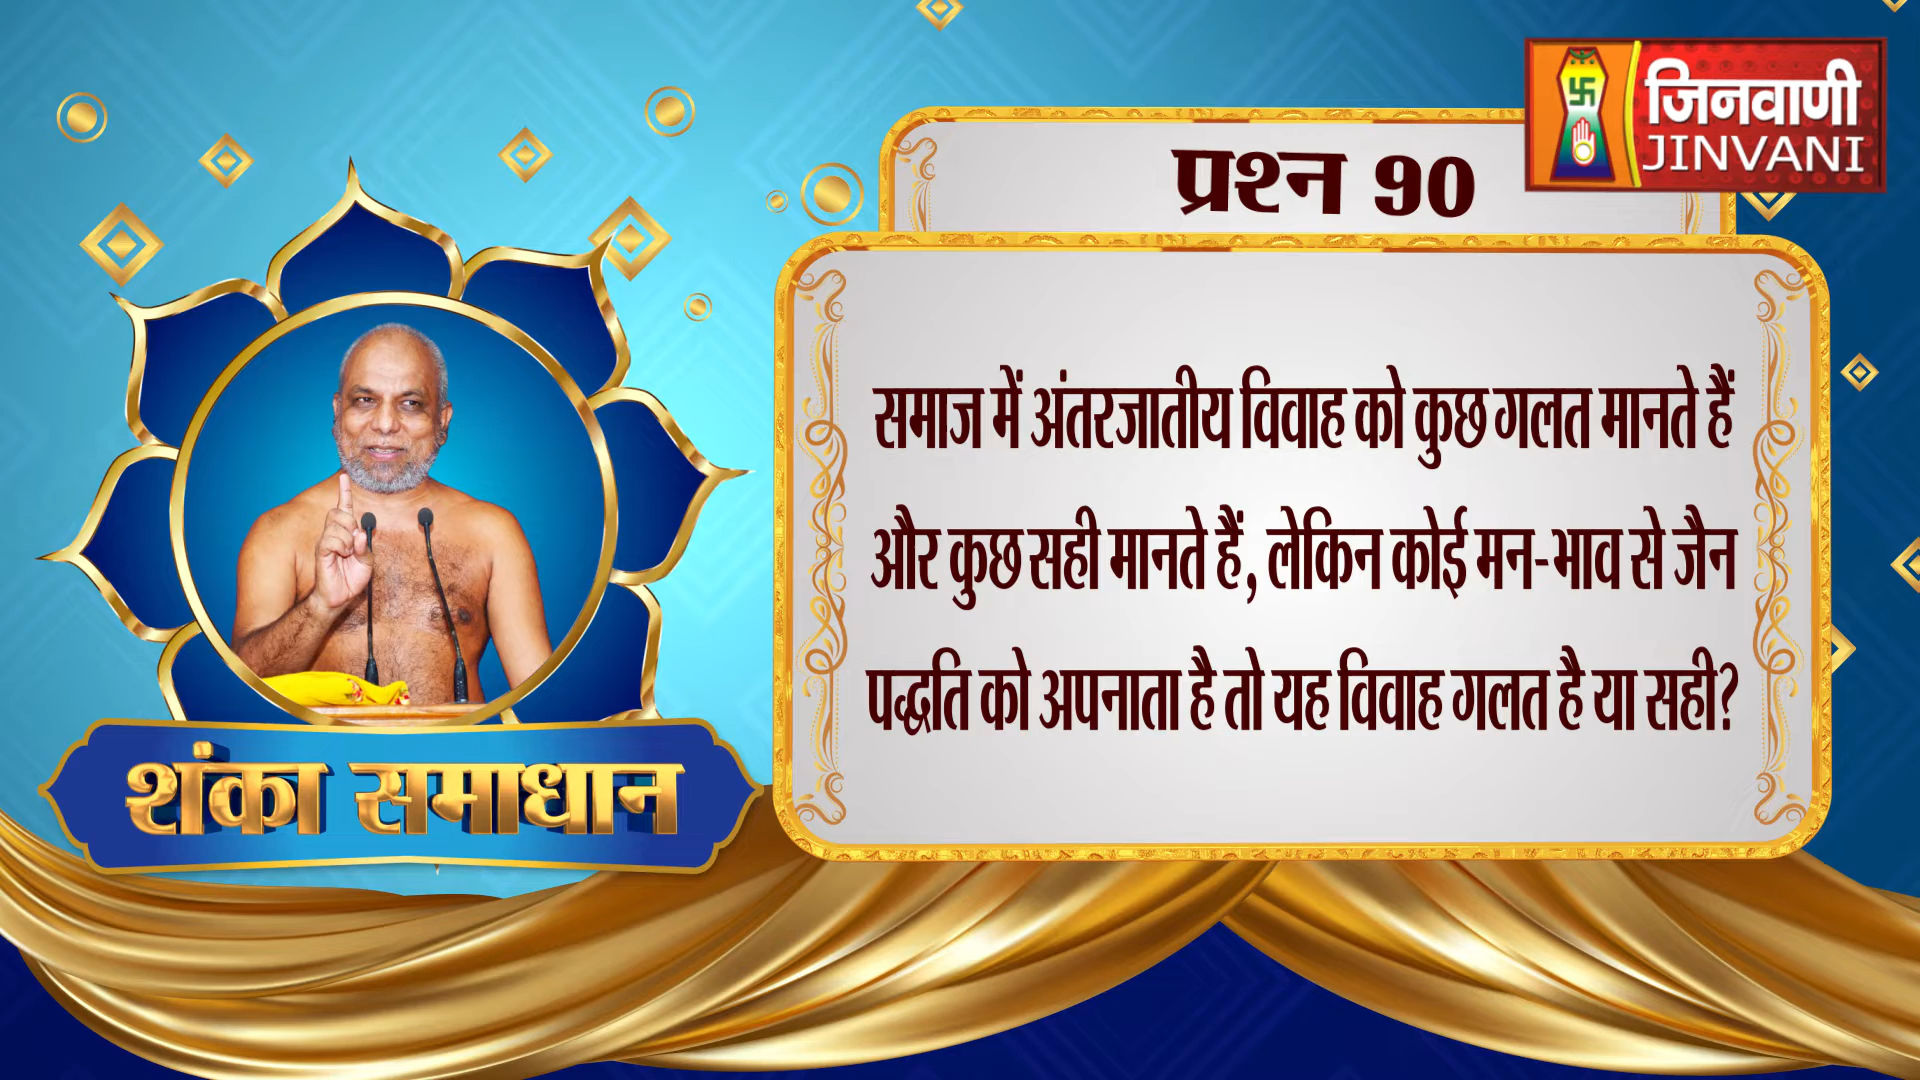 जिनवाणी
JINVANI
प्रश्न 90
समाज में अंतरजातीय विवाह को कुछ गलत मानते हैं
और कुछ सही मानते हैं, लेकिन कोई मन-भाव से जैन
पद्धति को अपनाता है तो यह विवाह गलत है या सही?
शंका समाधान